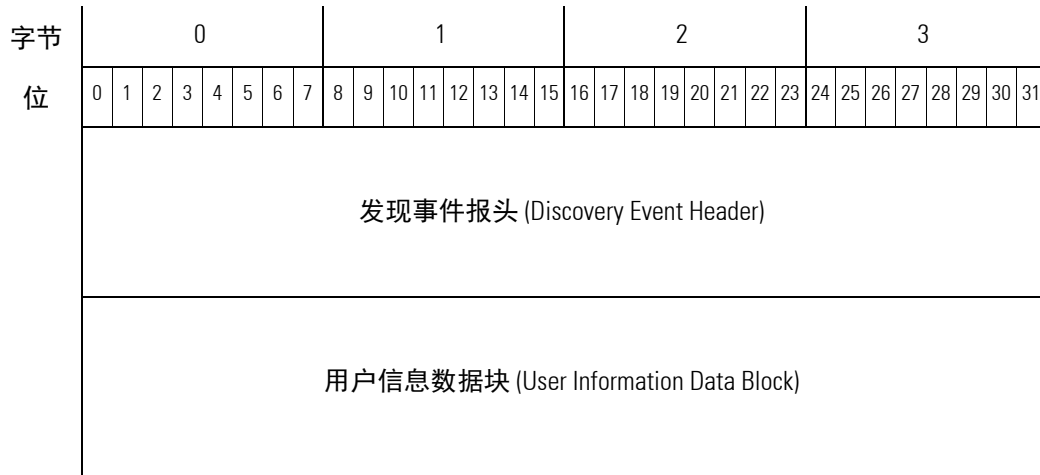 字节 0 1 2 3
位 0 1 2 3 4 5 6 7 8 9 10 11 12 13 14 15 16 17 18 19 20 21 22 23 24 25 26 27 28 29 30 31
发现事件报头 (Discovery Event Header)
用户信息数据块 (User Information Data Block)